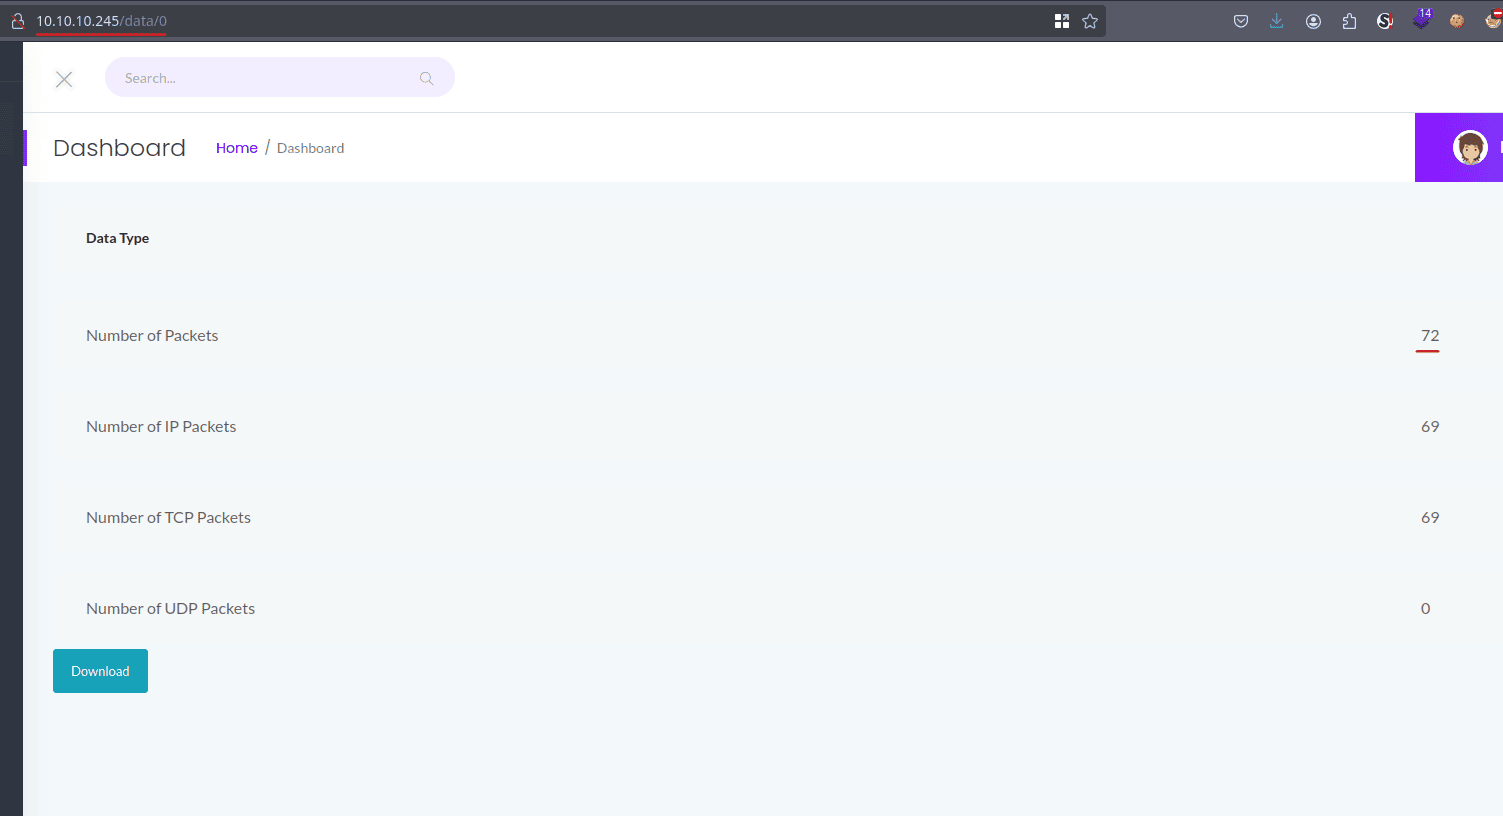 10.10.10.245/data/0
14
Search...
Dashboard Home / Dashboard
Data Type
Number of Packets 72
Number of IP Packets 69
Number of TCP Packets 69
Number of UDP Packets 0
Download